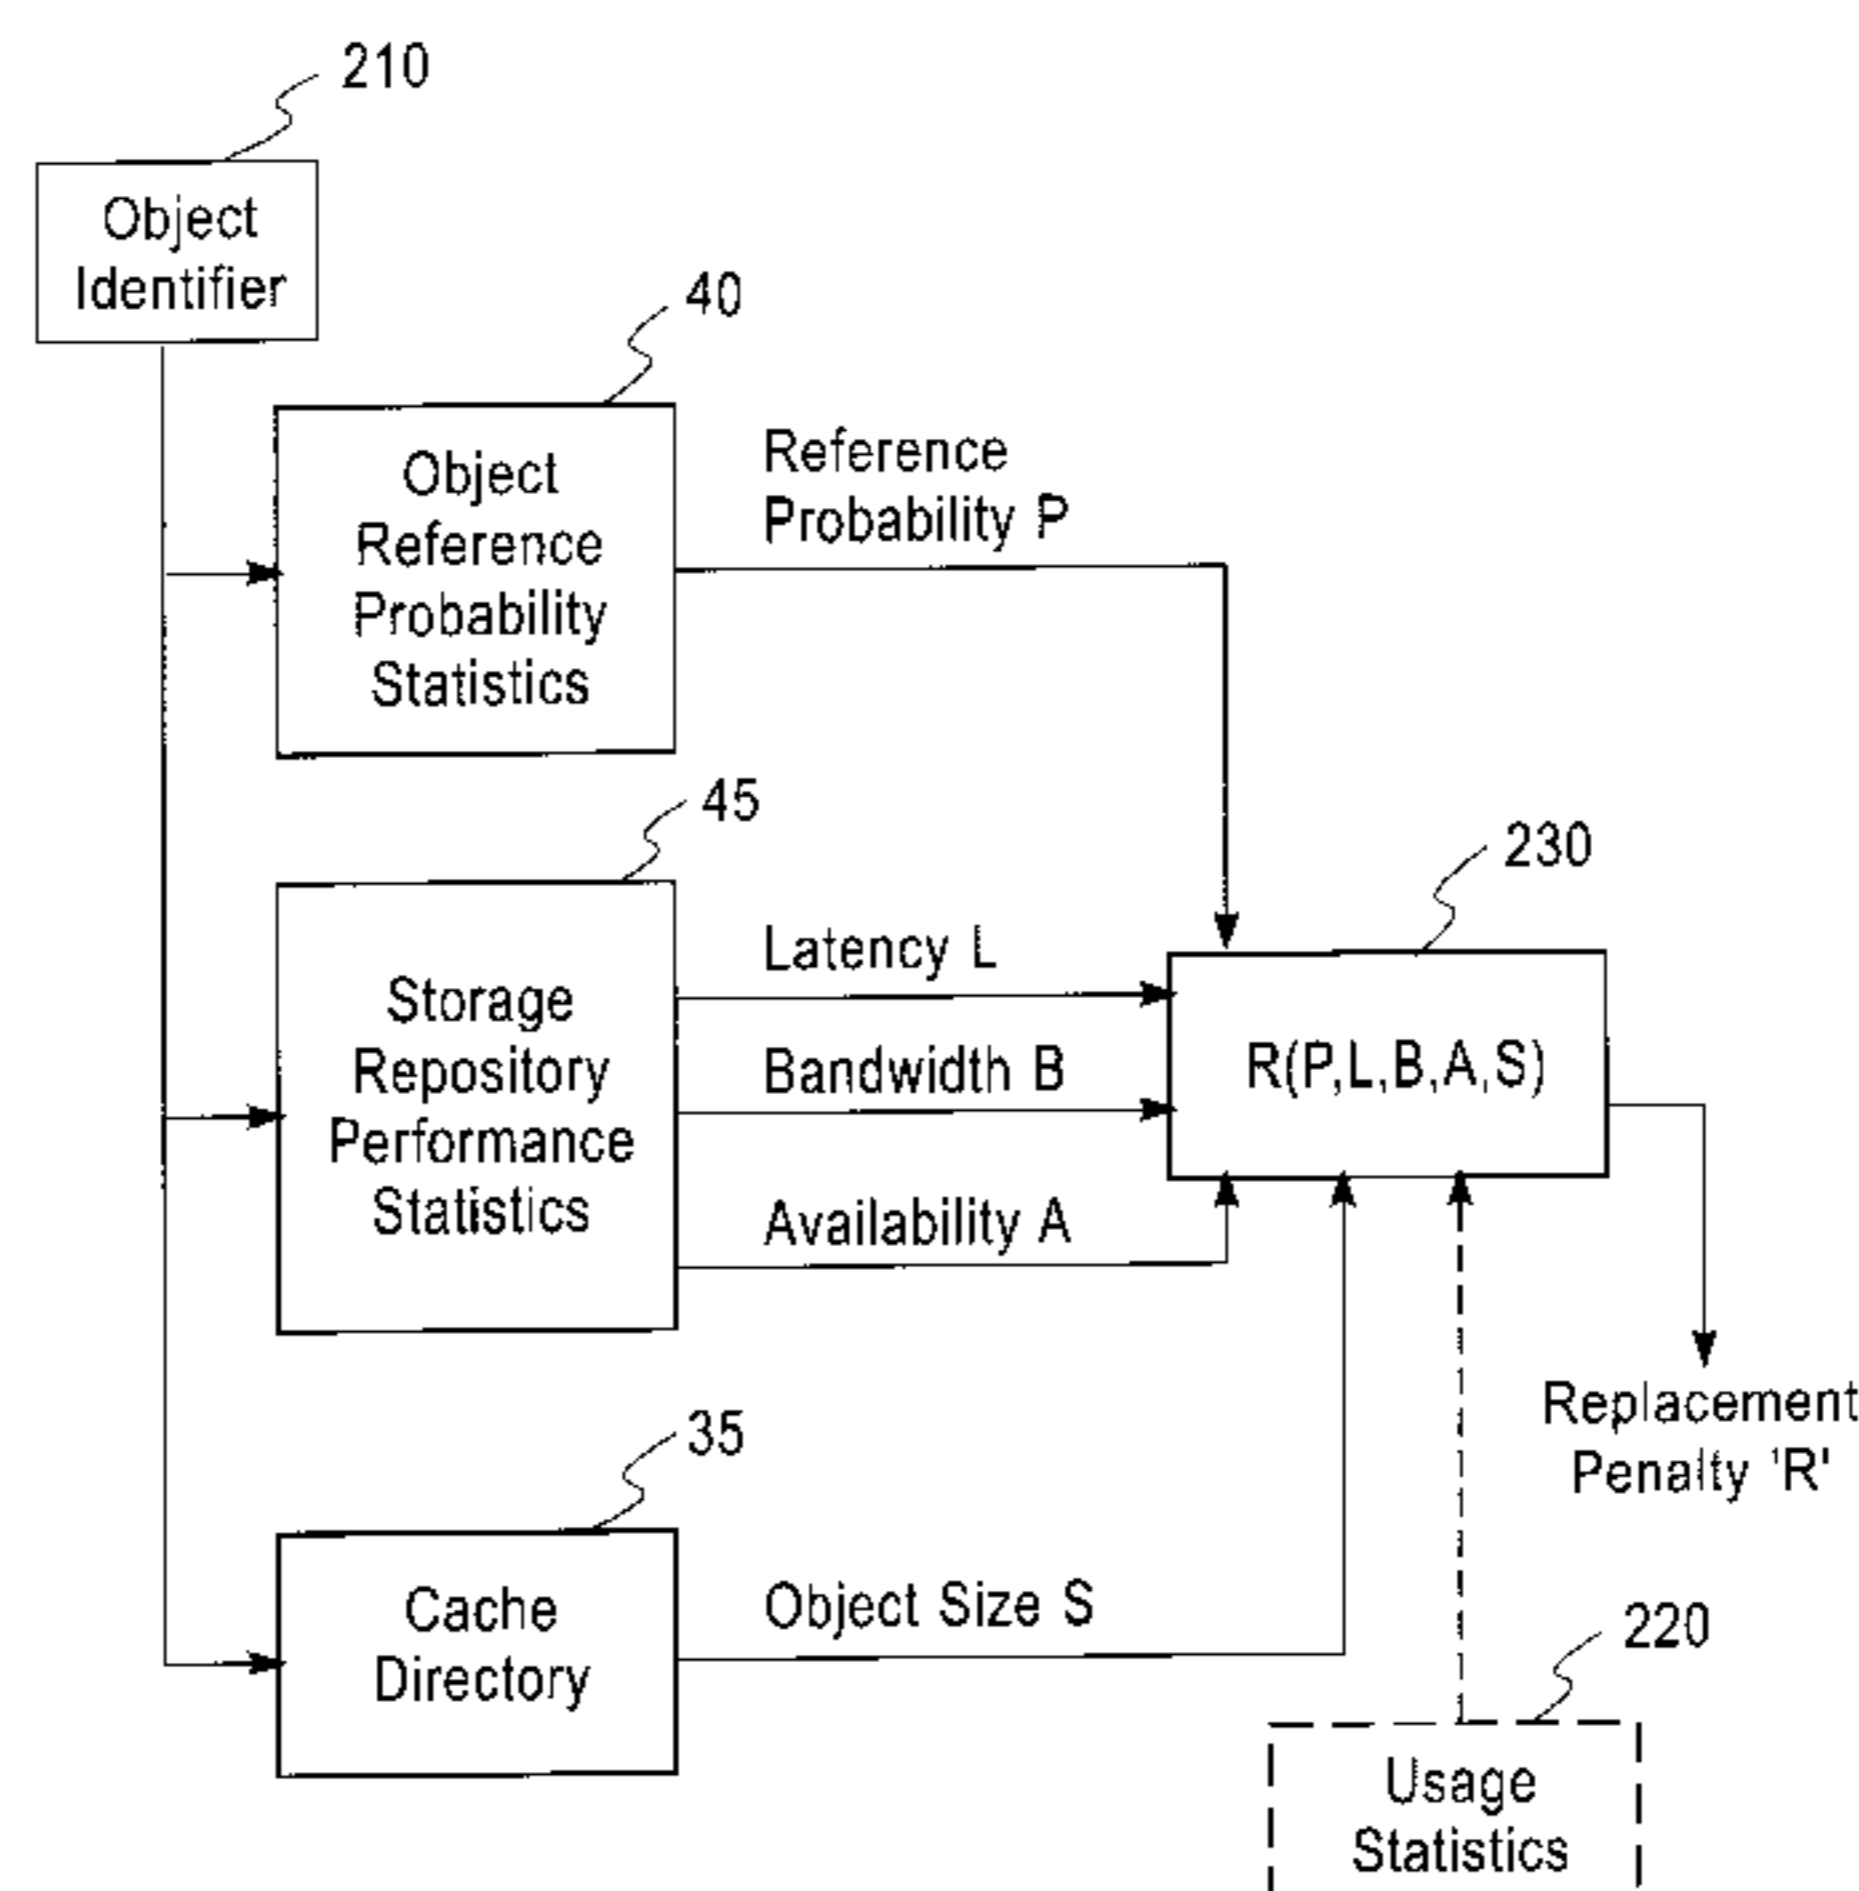 210
Object
Identifier
40
Object
Reference
Probability
Statistics
Reference
Probability P
45
Storage
Repository
Performance
Statistics
Latency L
Bandwidth B
Availability A
230
R(P,L,B,A,S)
Replacement
Penalty 'R'
35
Cache
Directory
Object Size S
220
Usage
Statistics